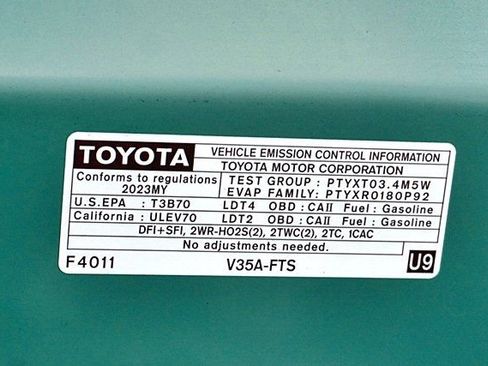 TOYOTA VEHICLE EMISSION CONTROL INFORMATION
TOYOTA MOTOR CORPORATION
Conforms to regulations TEST GROUP : PTYXT03.4M5W
2023MY EVAP FAMILY: PTYXR0180P92
U.S.EPA : T3B70 LDT4 OBD : CAII Fuel : Gasoline
California : ULEV70 LDT2 OBD : CAII Fuel : Gasoline
DFI+SFI, 2WR-HO2S(2), 2TWC(2), 2TC, 1CAC
No adjustments needed.
F4011 V35A-FTS U9